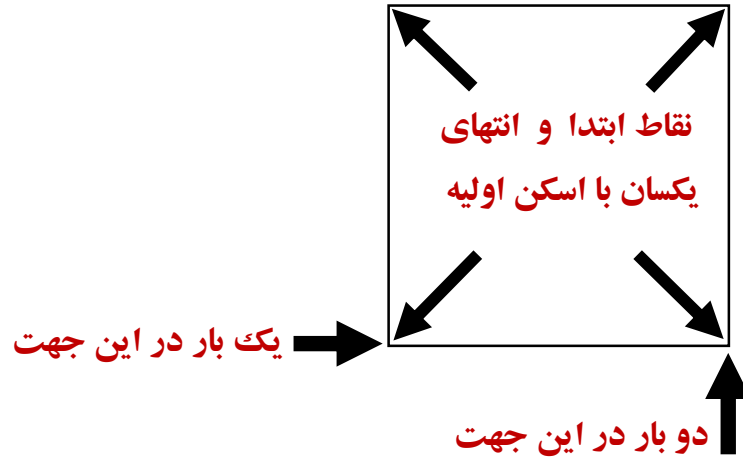 نقاط ابتدا و انتهای
یکسان با اسکن اولیه
یک بار در این جهت
دو بار در این جهت